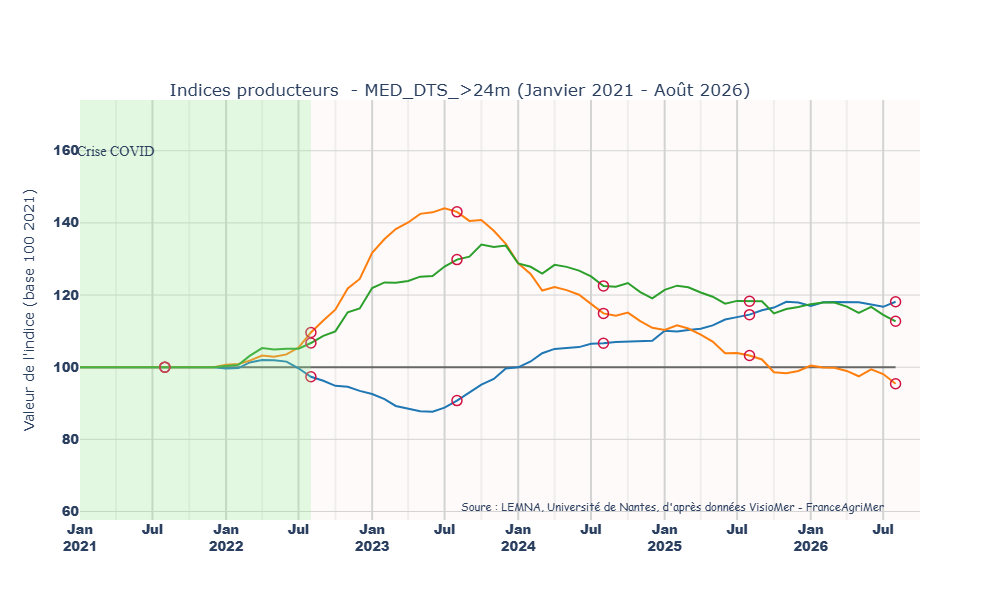 Indices producteurs - MED_DTS_>24m (Janvier 2021 - Août 2026)
Valeur de l'indice (base 100 2021)
160
Crise COVID
140
120
100
80
60
Soure : LEMNA, Université de Nantes, d'après données VisioMer - FranceAgriMer
Jan Jul Jan Jul Jan Jul Jan Jul Jan Jul Jan Jul
2021 2022 2023 2024 2025 2026